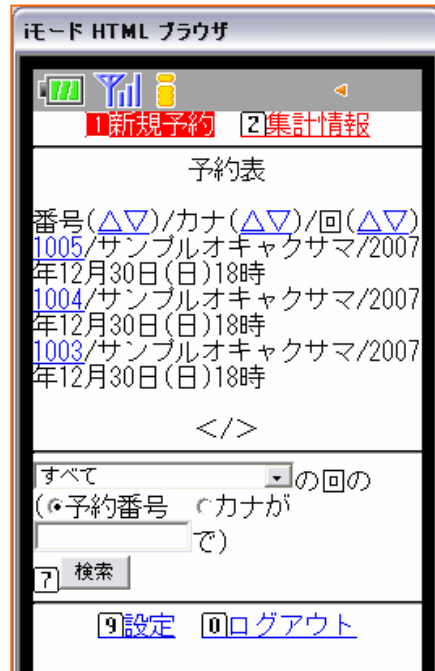 iモード HTML ブラウザ
1新規予約 2集計情報
予約表
番号(△▽)/カナ(△▽)/回(△▽)
1005/サンプルオキャクサマ/2007
年12月30日(日)18時
1004/サンプルオキャクサマ/2007
年12月30日(日)18時
1003/サンプルオキャクサマ/2007
年12月30日(日)18時
</>
すべて の回の
(予約番号 カナが
で)
7 検索
9設定 0ログアウト